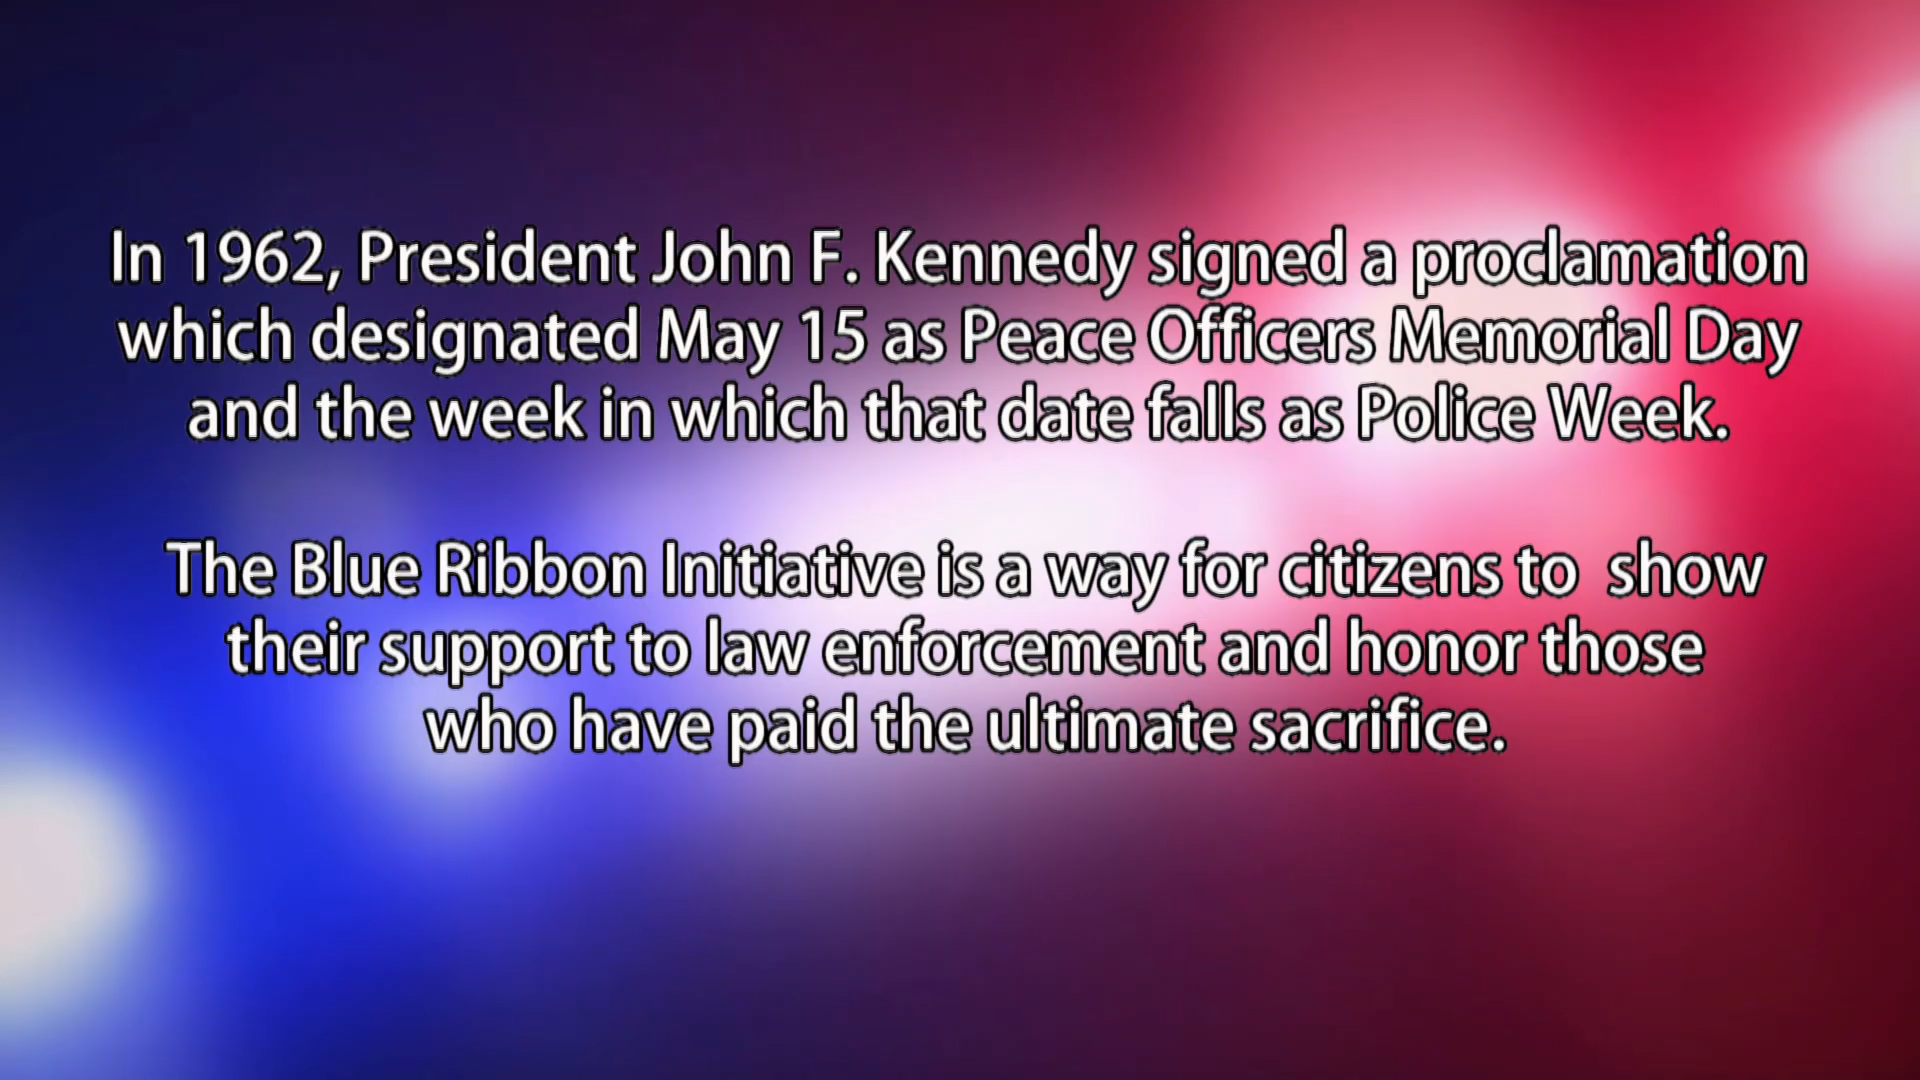 In 1962, President John F. Kennedy signed a proclamation
which designated May 15 as Peace Officers Memorial Day
and the week in which that date falls as Police Week.
The Blue Ribbon Initiative is a way for citizens to  show
their support to law enforcement and honor those
who have paid the ultimate sacrifice.